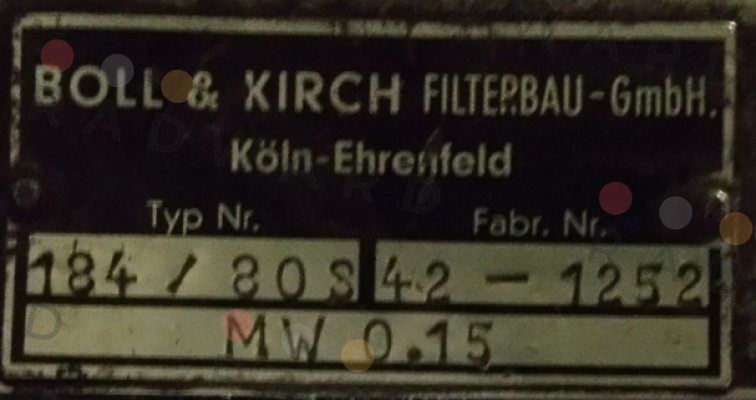 BOLL & KIRCH FILTERBAU-GmbH.
Köln-Ehrenfeld
Typ Nr. Fabr. Nr.
184 / 80S 42 - 1252
MW 0.15